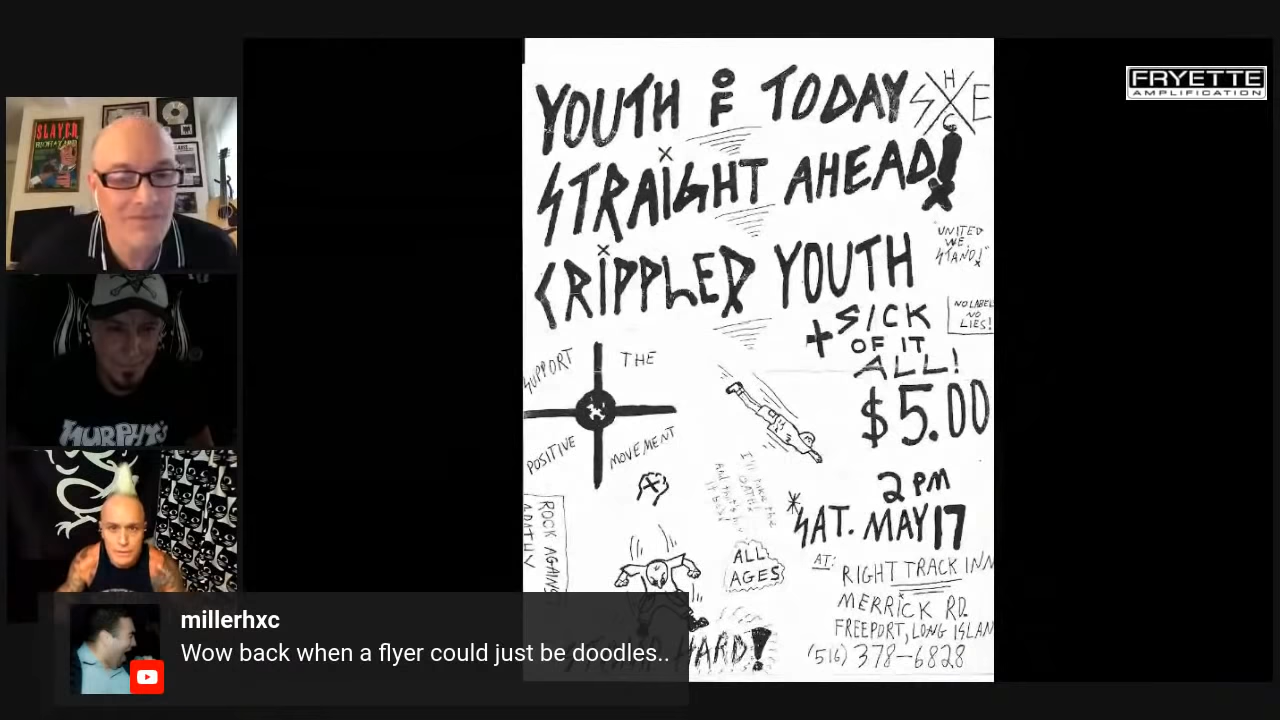 YOUTH OF TODAY
SXE
H
C
STRAIGHT AHEAD!
CRIPPLED YOUTH
"UNITED
WE
STAND!"
NO LABEL
NO
LIES!
+ SICK
OF IT
ALL!
$5.00
SUPPORT THE
POSITIVE MOVEMENT
2 PM
*SAT. MAY 17
AT:
RIGHT TRACK INN
MERRICK RD.
FREEPORT, LONG ISLAN
(516) 378-6828
ALL
AGES
ROCK AGAINST
HARD!
FRYETTE
AMPLIFICATION
SLAYER
MURPHY'S
millerhxc
Wow back when a flyer could just be doodles..